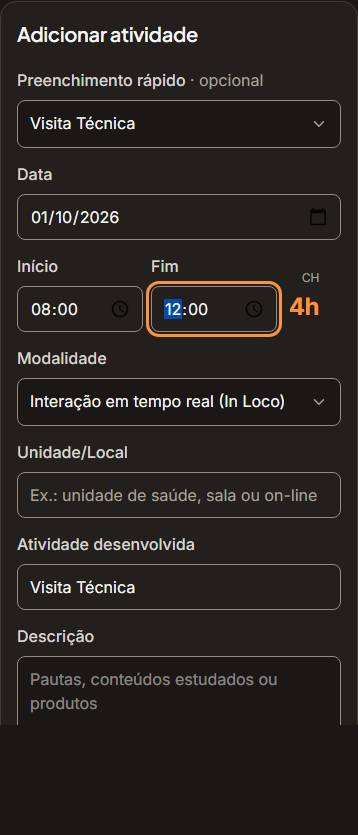 Adicionar atividade
Preenchimento rápido · opcional
Visita Técnica
Data
01/10/2026
Início
Fim
CH
08:00
12:00
4h
Modalidade
Interação em tempo real (In Loco)
Unidade/Local
Ex.: unidade de saúde, sala ou on-line
Atividade desenvolvida
Visita Técnica
Descrição
Pautas, conteúdos estudados ou
produtos